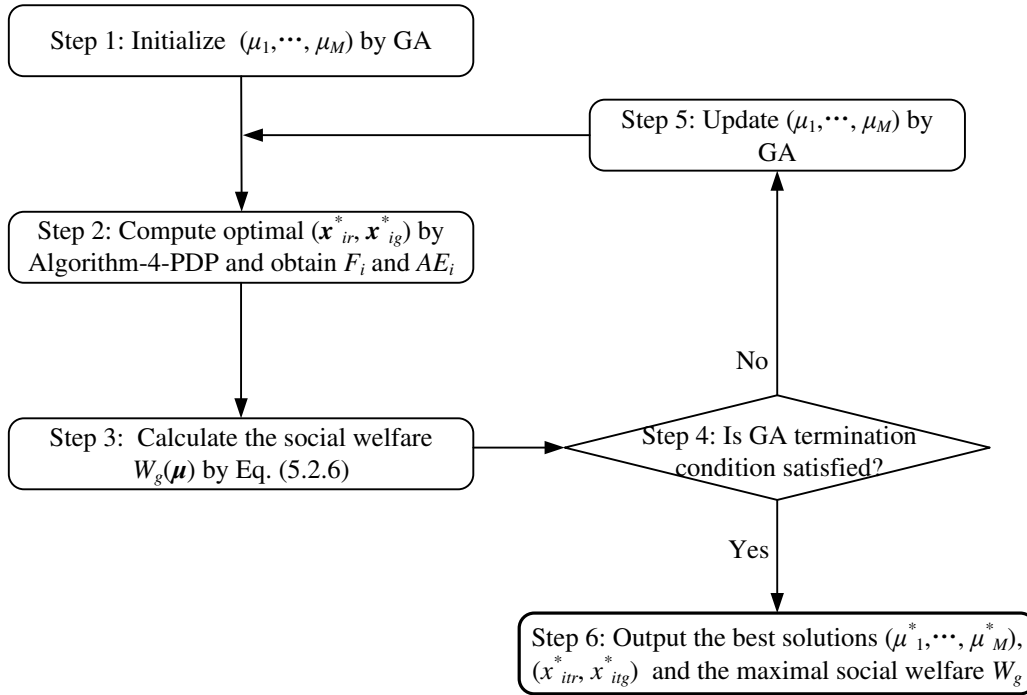 Step 1: Initialize (μ1,⋯, μM) by GA
Step 5: Update (μ1,⋯, μM) by
GA
Step 2: Compute optimal (x*ir, x*ig) by
Algorithm-4-PDP and obtain Fi and AEi
No
Step 3: Calculate the social welfare
Wg(μ) by Eq. (5.2.6)
Step 4: Is GA termination
condition satisfied?
Yes
Step 6: Output the best solutions (μ*1,⋯, μ*M),
(x*itr, x*itg) and the maximal social welfare Wg